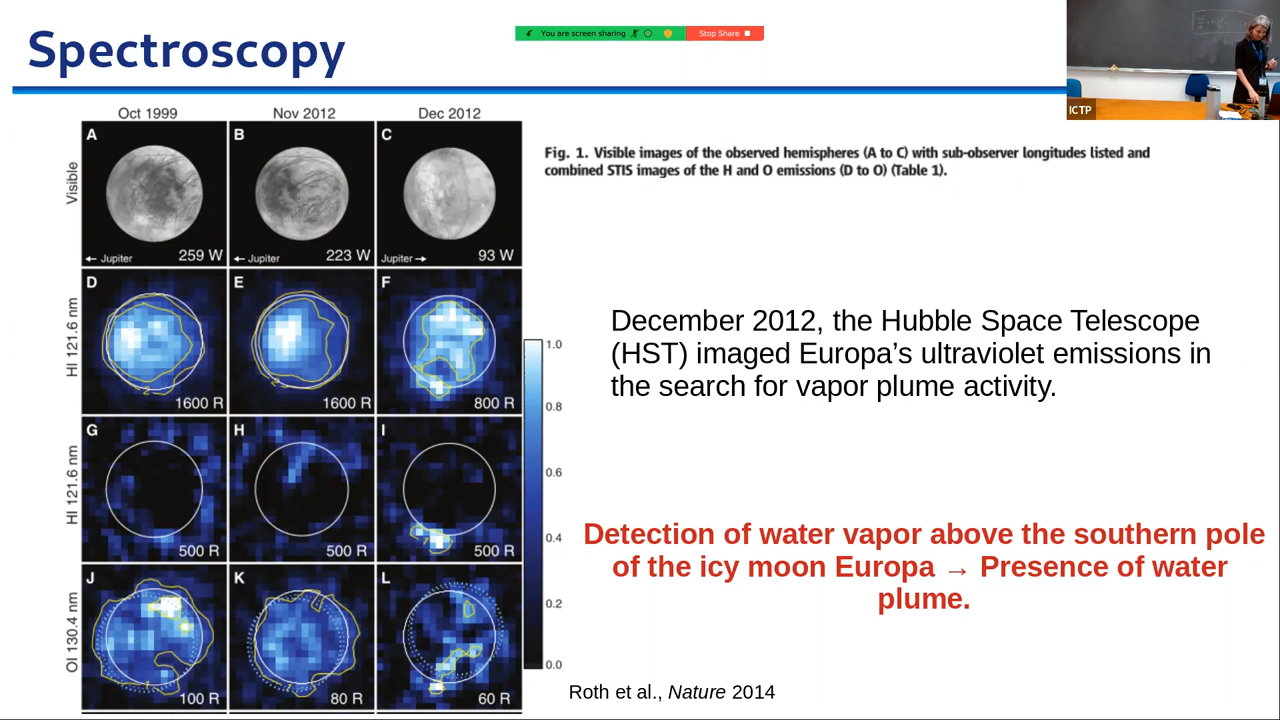 Spectroscopy
You are screen sharing
Stop Share
ICTP
Oct 1999
Nov 2012
Dec 2012
Fig. 1. Visible images of the observed hemispheres (A to C) with sub-observer longitudes listed and
combined STIS images of the H and O emissions (D to O) (Table 1).
Visible
A
← Jupiter
259 W
B
← Jupiter
223 W
C
Jupiter →
93 W
HI 121.6 nm
D
1600 R
E
1600 R
F
800 R
HI 121.6 nm
G
500 R
H
500 R
I
500 R
OI 130.4 nm
J
100 R
K
80 R
L
60 R
1.0
0.8
0.6
0.4
0.2
0.0
December 2012, the Hubble Space Telescope
(HST) imaged Europa’s ultraviolet emissions in
the search for vapor plume activity.
Detection of water vapor above the southern pole
of the icy moon Europa → Presence of water
plume.
Roth et al., Nature 2014